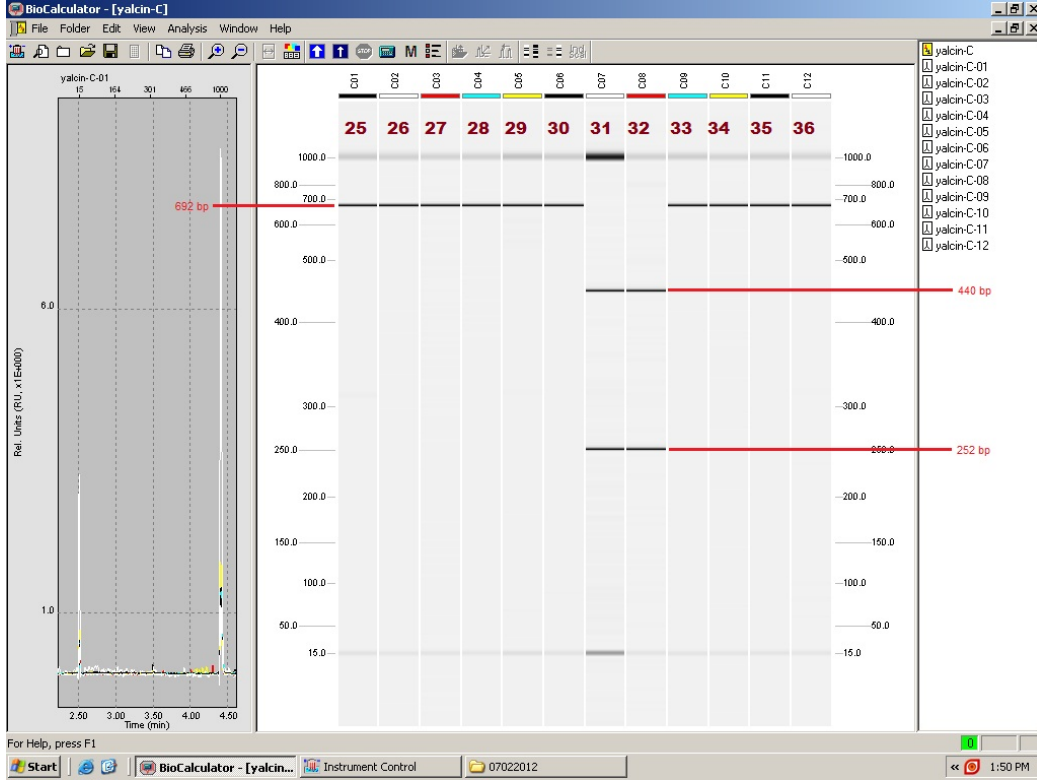 BioCalculator - [yalcin-C]
File Folder Edit View Analysis Window Help
M
yalcin-C-01
15 164 301 466 1000
6.0
1.0
Rel. Units (RU, x1E+000)
2.50 3.00 3.50 4.00 4.50
Time (min)
C01 C02 C03 C04 C05 C06 C07 C08 C09 C10 C11 C12
25 26 27 28 29 30 31 32 33 34 35 36
1000.0 1000.0
800.0 800.0
700.0 700.0
692 bp
600.0 600.0
500.0 500.0
440 bp
400.0 400.0
300.0 300.0
250.0 250.0 252 bp
200.0 200.0
150.0 150.0
100.0 100.0
50.0 50.0
15.0 15.0
yalcin-C
yalcin-C-01
yalcin-C-02
yalcin-C-03
yalcin-C-04
yalcin-C-05
yalcin-C-06
yalcin-C-07
yalcin-C-08
yalcin-C-09
yalcin-C-10
yalcin-C-11
yalcin-C-12
For Help, press F1
0
Start
BioCalculator - [yalcin...
Instrument Control
07022012
1:50 PM